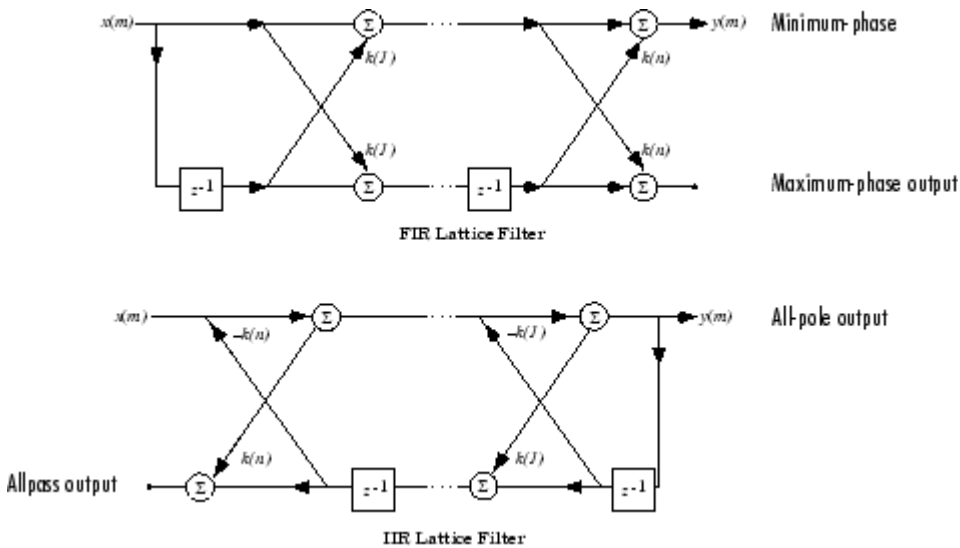 x(m) Σ · · · Σ y(m) Minimum-phase
k(1) k(n)
k(1) k(n)
z-1 Σ · · · z-1 Σ Maximum-phase output
FIR Lattice Filter
x(m) Σ · · · Σ y(m) All-pole output
–k(n) –k(1)
k(n) k(1)
Allpass output Σ z-1 · · · Σ z-1
IIR Lattice Filter